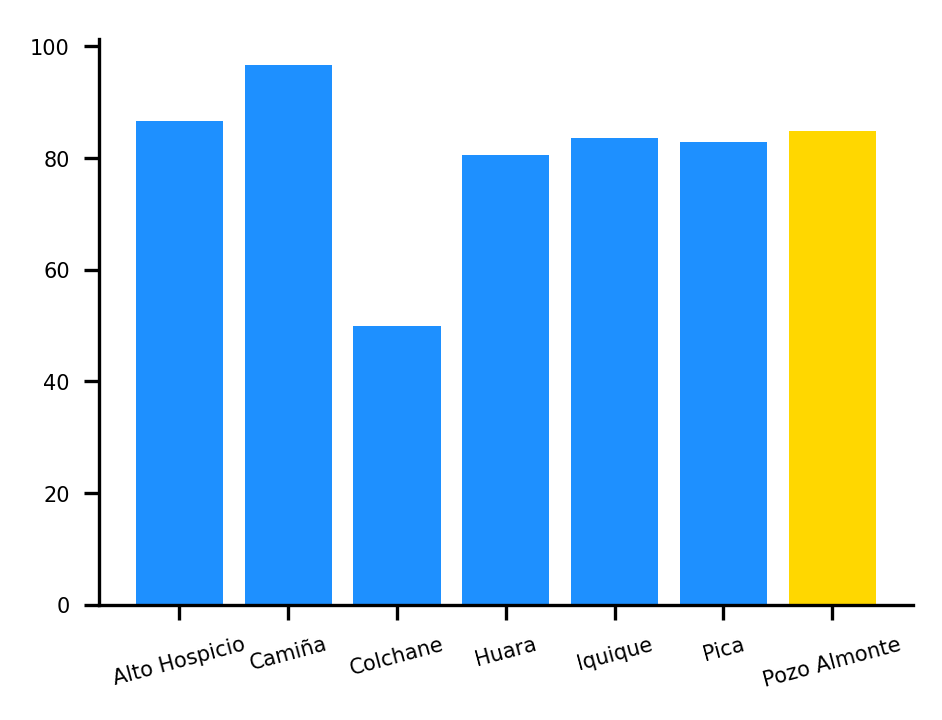 100
80
60
40
20
0
Alto Hospicio
Camiña
Colchane
Huara
Iquique
Pica
Pozo Almonte